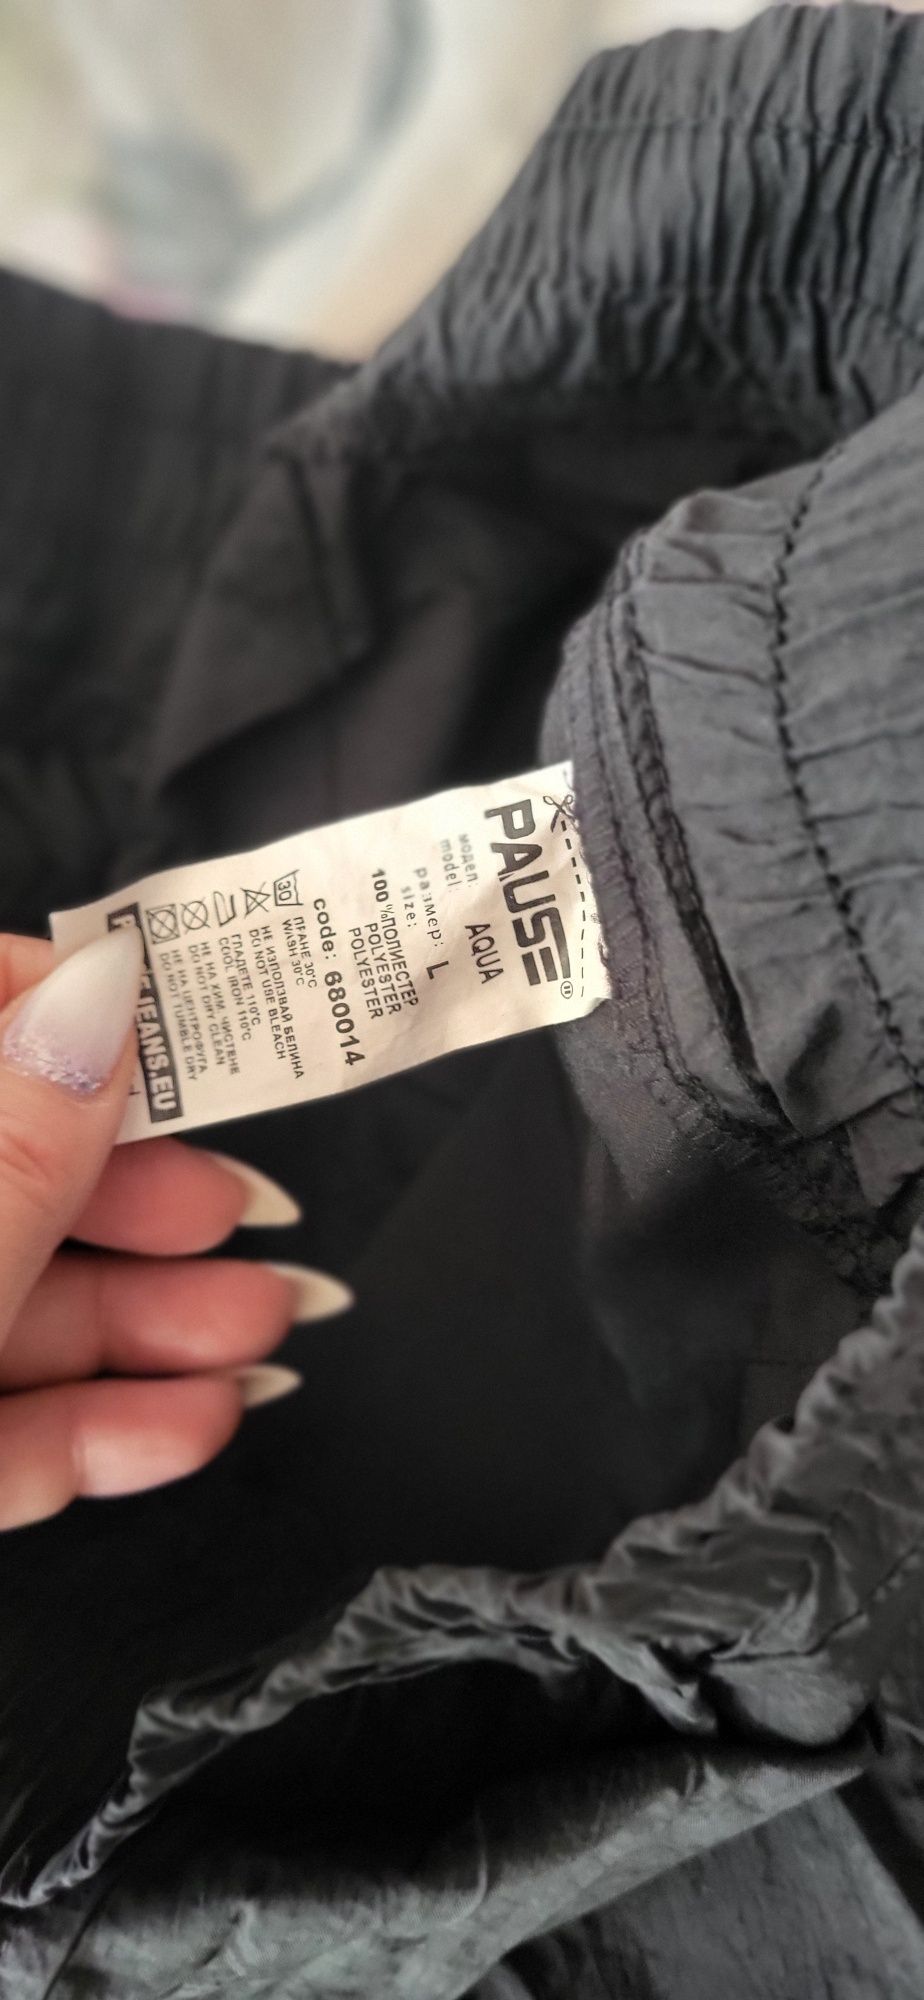 PAUSE®
модел:
model: AQUA
размер: L
size:
100%ПОЛИЕСТЕР
POLYESTER
POLYESTER
code: 680014
30
ПРАНЕ 30°C
WASH 30°C
НЕ ИЗПОЛЗВАЙ БЕЛИНА
DO NOT USE BLEACH
ГЛАДЕТЕ 110°C
COOL IRON 110°C
НЕ НА ХИМ. ЧИСТЕНЕ
DO NOT DRY CLEAN
НЕ НА ЦЕНТРОФУГА
DO NOT TUMBLE DRY
JEANS.EU